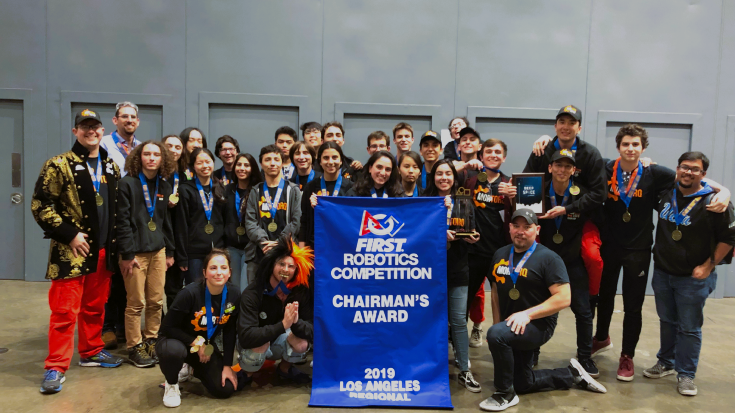 FIRST
ROBOTICS
COMPETITION
CHAIRMAN'S
AWARD
2019
LOS ANGELES
REGIONAL